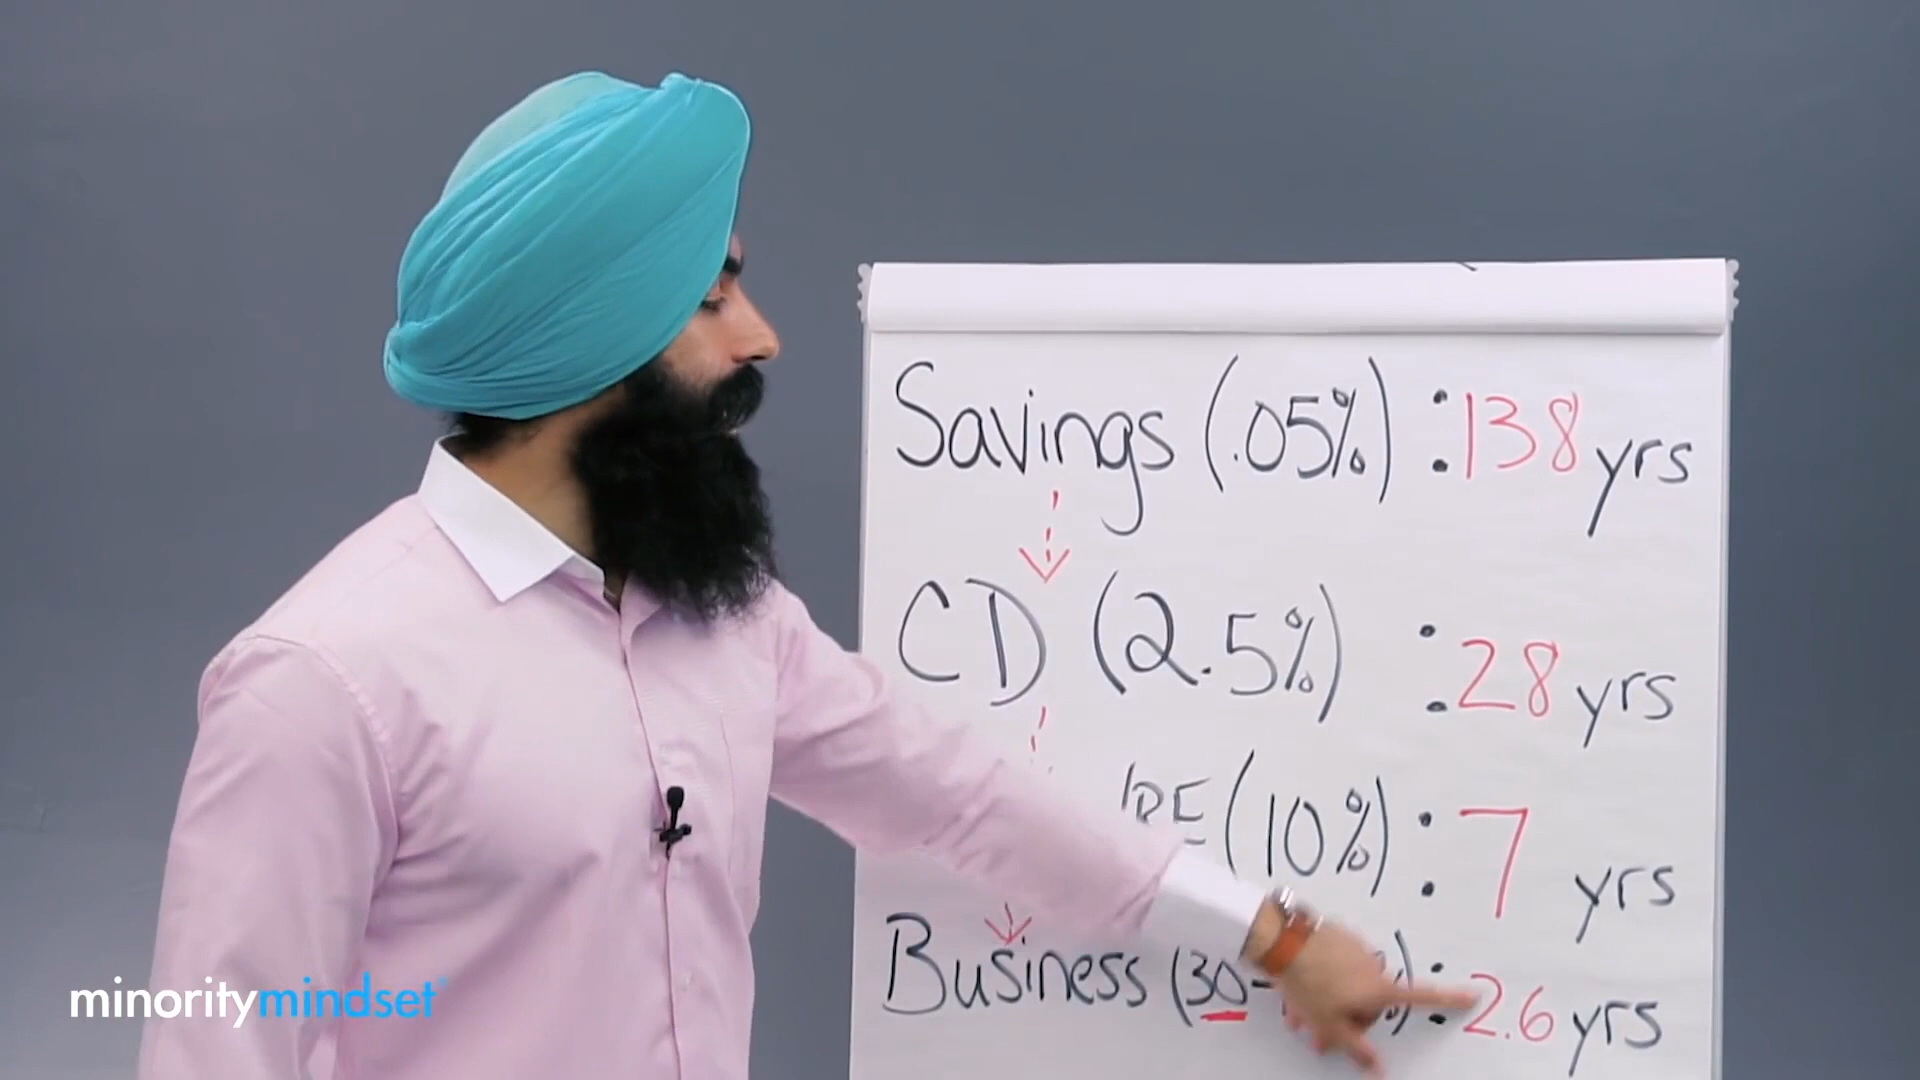 Savings (.05%) : 138 yrs
CD (2.5%) : 28 yrs
RE (10%) : 7 yrs
Business (30- %) : 2.6 yrs
minoritymindset